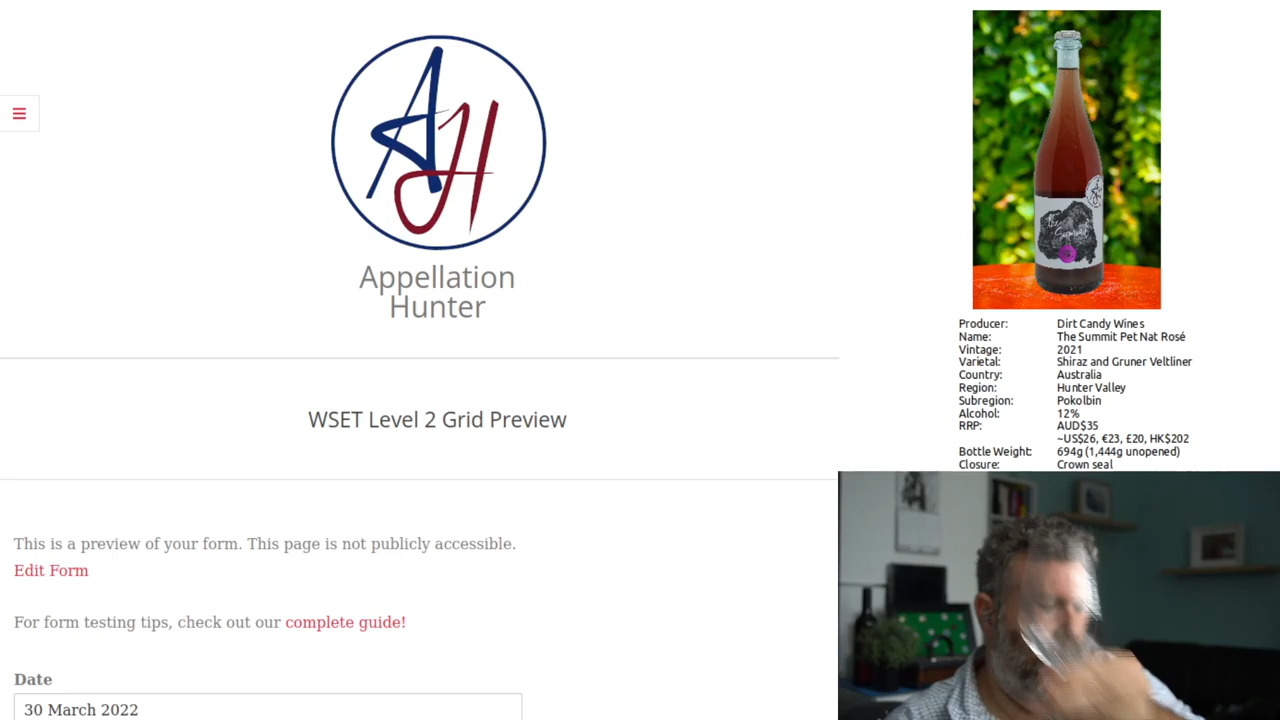 AH
Appellation
Hunter
WSET Level 2 Grid Preview
This is a preview of your form. This page is not publicly accessible.
Edit Form
For form testing tips, check out our complete guide!
Date
30 March 2022
The
Summit
Producer: Dirt Candy Wines
Name: The Summit Pet Nat Rosé
Vintage: 2021
Varietal: Shiraz and Gruner Veltliner
Country: Australia
Region: Hunter Valley
Subregion: Pokolbin
Alcohol: 12%
RRP: AUD$35
~US$26, €23, £20, HK$202
Bottle Weight: 694g (1,444g unopened)
Closure: Crown seal